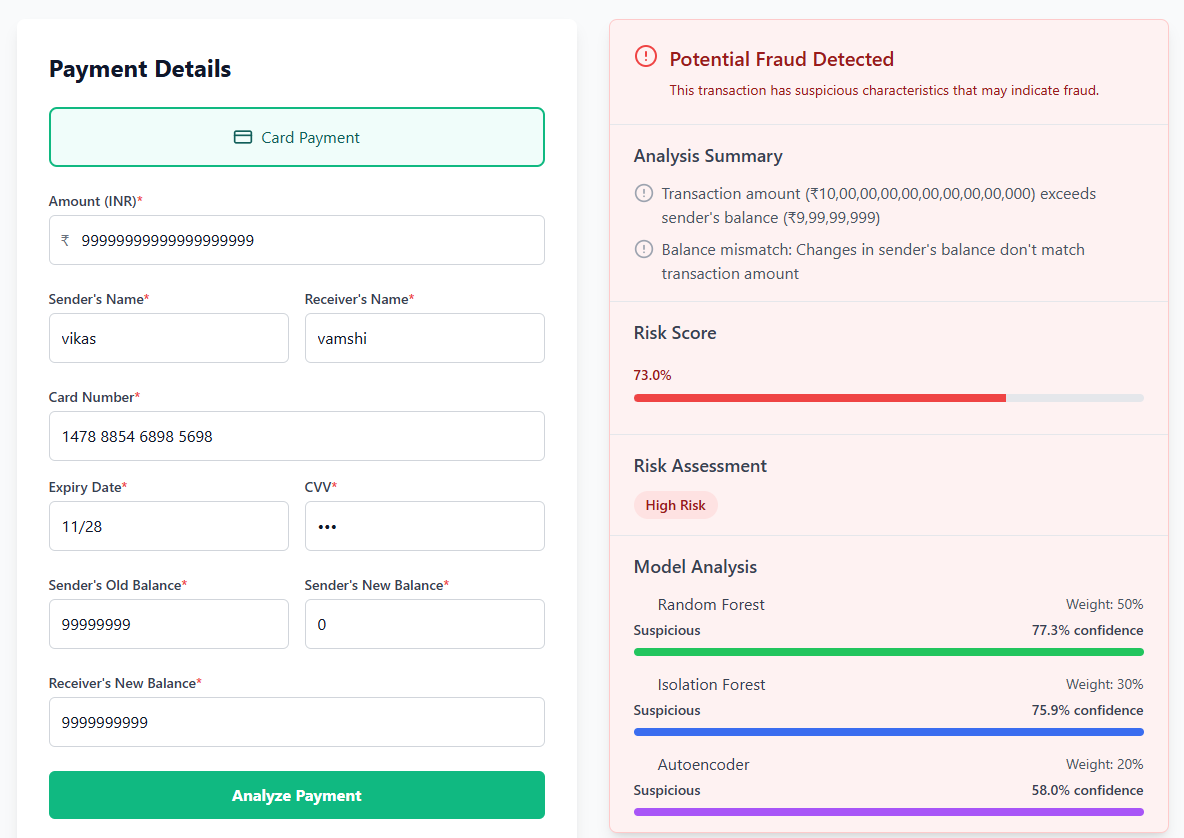 Payment Details
Card Payment
Amount (INR)*
₹ 99999999999999999999
Sender's Name*
Receiver's Name*
vikas
vamshi
Card Number*
1478 8854 6898 5698
Expiry Date*
CVV*
11/28
•••
Sender's Old Balance*
Sender's New Balance*
99999999
0
Receiver's New Balance*
9999999999
Analyze Payment
Potential Fraud Detected
This transaction has suspicious characteristics that may indicate fraud.
Analysis Summary
Transaction amount (₹10,00,00,00,00,00,00,00,00,000) exceeds
sender's balance (₹9,99,99,999)
Balance mismatch: Changes in sender's balance don't match
transaction amount
Risk Score
73.0%
Risk Assessment
High Risk
Model Analysis
Random Forest
Weight: 50%
Suspicious
77.3% confidence
Isolation Forest
Weight: 30%
Suspicious
75.9% confidence
Autoencoder
Weight: 20%
Suspicious
58.0% confidence